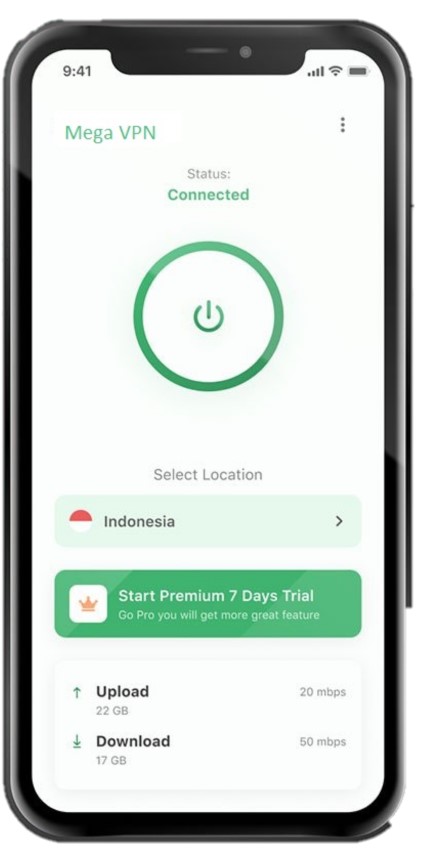 9:41
Mega VPN
Status:
Connected
Select Location
Indonesia
Start Premium 7 Days Trial
Go Pro you will get more great feature
Upload
20 mbps
22 GB
Download
50 mbps
17 GB